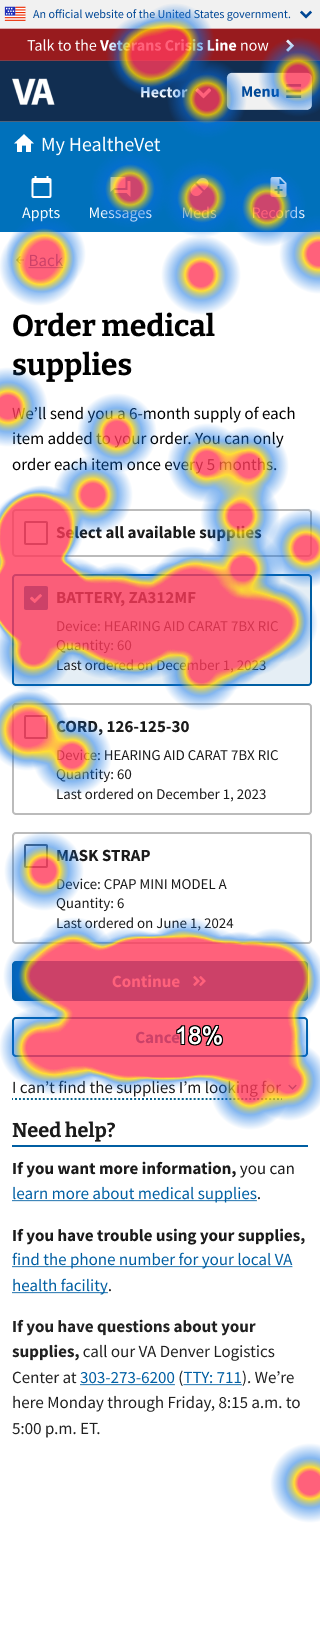 An official website of the United States government.
Talk to the Veterans Crisis Line now
VA
Hector
Menu
My HealtheVet
Appts
Messages
Meds
Records
Back
Order medical
supplies
We'll send you a 6-month supply of each
item added to your order. You can only
order each item once every 5 months.
Select all available supplies
BATTERY, ZA312MF
Device: HEARING AID CARAT 7BX RIC
Quantity: 60
Last ordered on December 1, 2023
CORD, 126-125-30
Device: HEARING AID CARAT 7BX RIC
Quantity: 60
Last ordered on December 1, 2023
MASK STRAP
Device: CPAP MINI MODEL A
Quantity: 6
Last ordered on June 1, 2024
Continue
Cancel
18%
I can't find the supplies I'm looking for
Need help?
If you want more information, you can
learn more about medical supplies.
If you have trouble using your supplies,
find the phone number for your local VA
health facility.
If you have questions about your
supplies, call our VA Denver Logistics
Center at 303-273-6200 (TTY: 711). We're
here Monday through Friday, 8:15 a.m. to
5:00 p.m. ET.